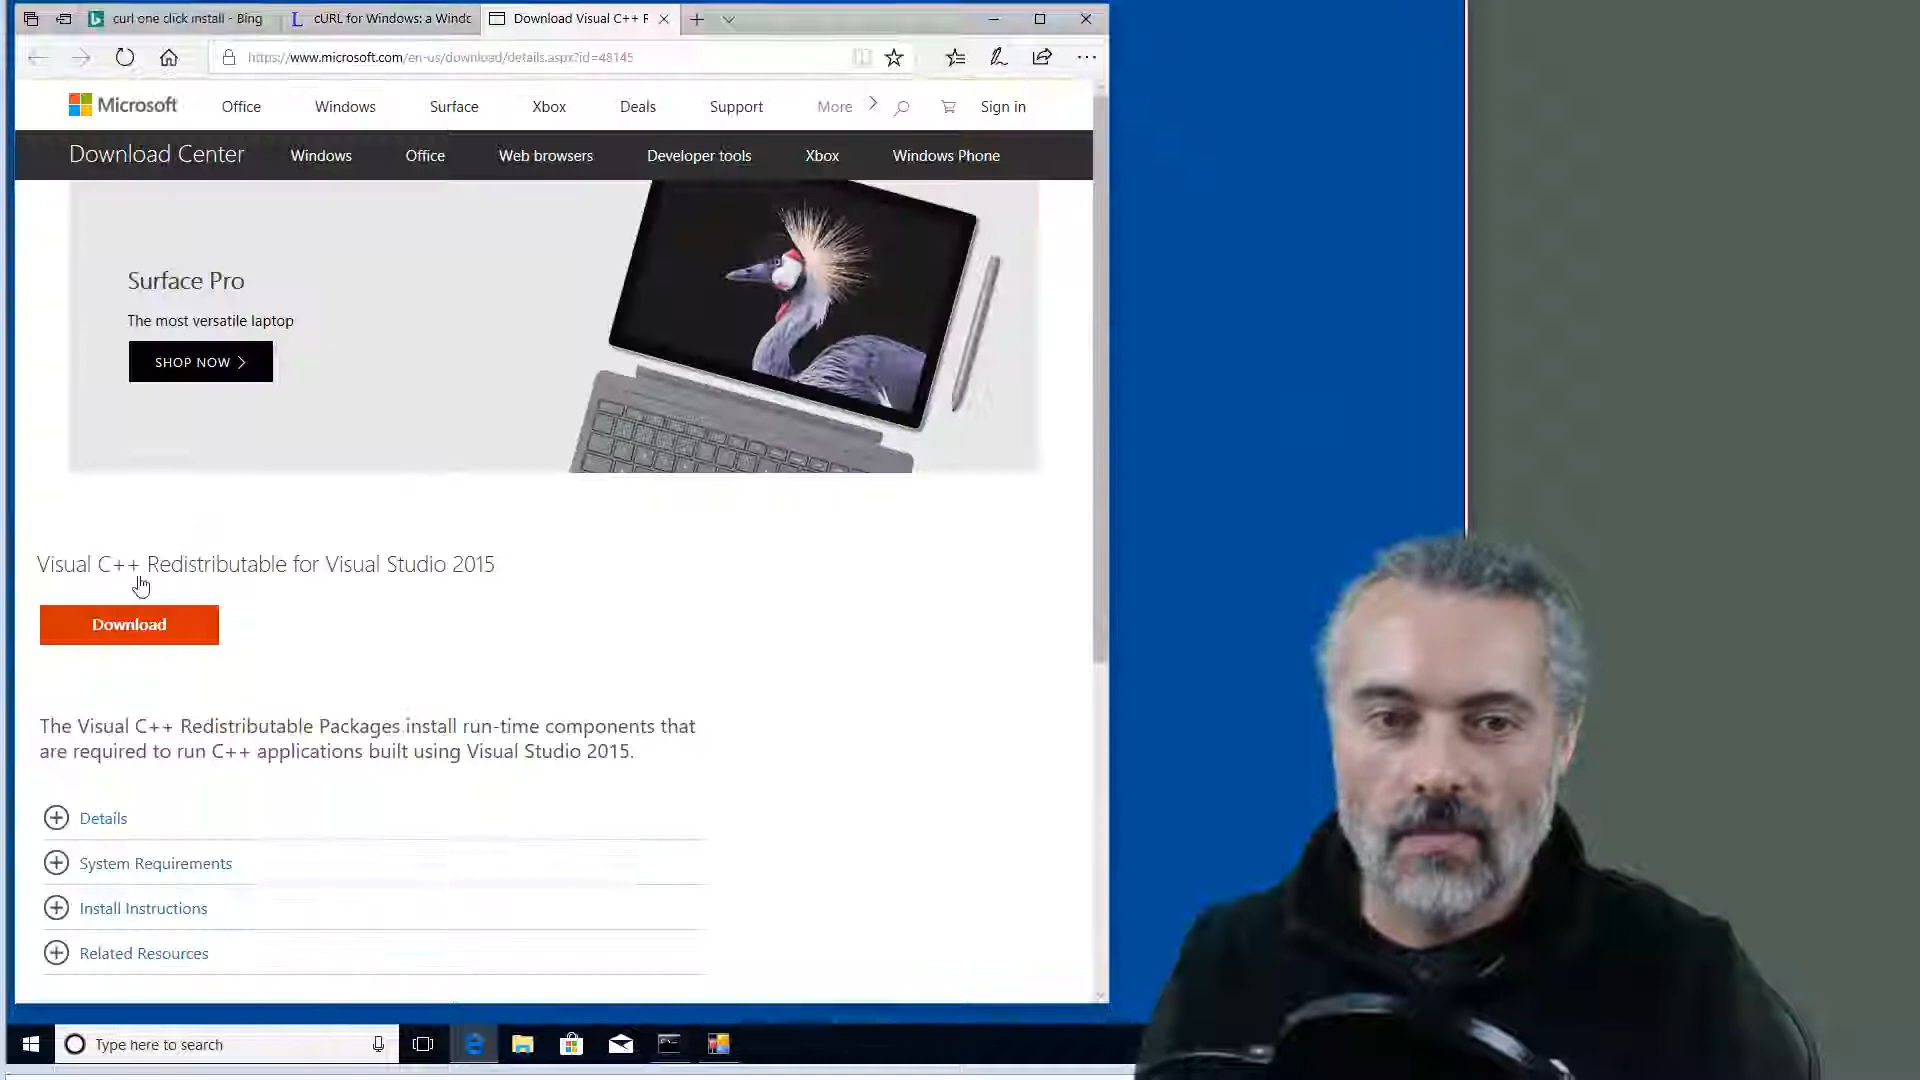 curl one click install - Bing
cURL for Windows: a Windc
Download Visual C++ F
https://www.microsoft.com/en-us/download/details.aspx?id=48145
Microsoft
Office
Windows
Surface
Xbox
Deals
Support
More
Sign in
Download Center
Windows
Office
Web browsers
Developer tools
Xbox
Windows Phone
Surface Pro
The most versatile laptop
SHOP NOW
Visual C++ Redistributable for Visual Studio 2015
Download
The Visual C++ Redistributable Packages install run-time components that
are required to run C++ applications built using Visual Studio 2015.
Details
System Requirements
Install Instructions
Related Resources
Type here to search